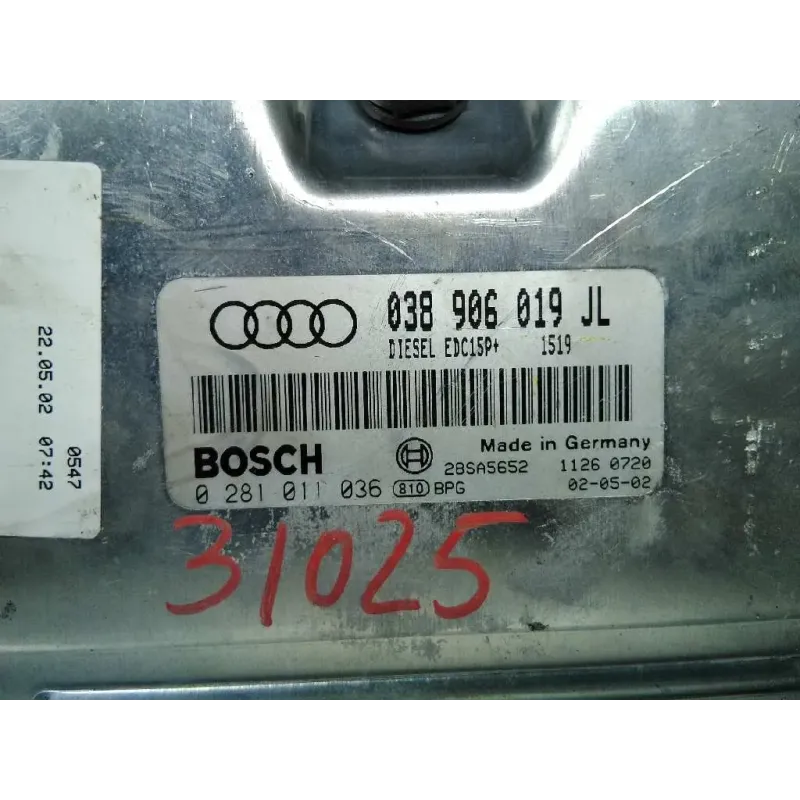 22.05.02 07:42
0547
038 906 019 JL
DIESEL EDC15P+ 1519
BOSCH
Made in Germany
28SA5652 1126 0720
0 281 011 036 810 BPG 02-05-02
31025